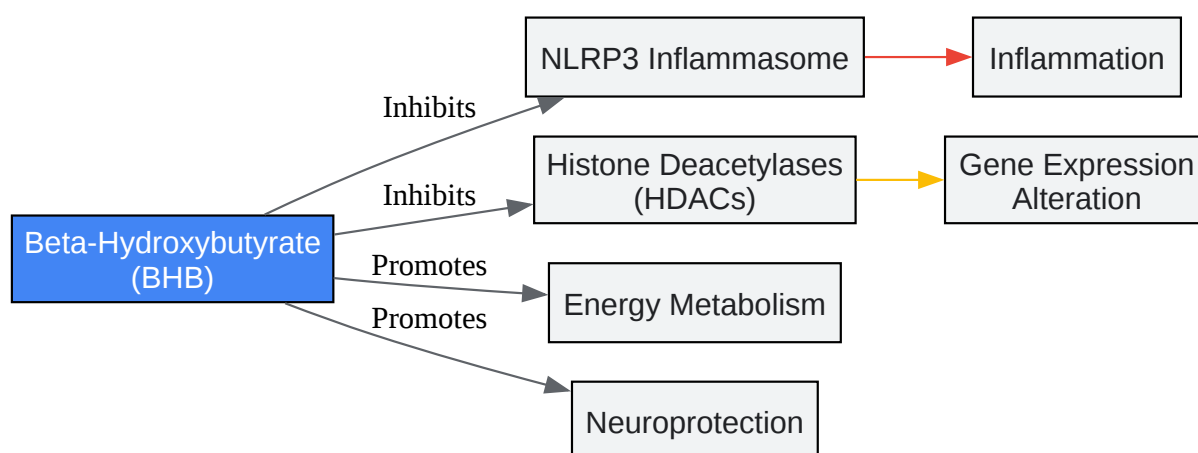 NLRP3 Inflammasome
Inflammation
Inhibits
Histone Deacetylases
(HDACs)
Gene Expression
Alteration
Inhibits
Beta-Hydroxybutyrate
(BHB)
Promotes
Energy Metabolism
Promotes
Neuroprotection